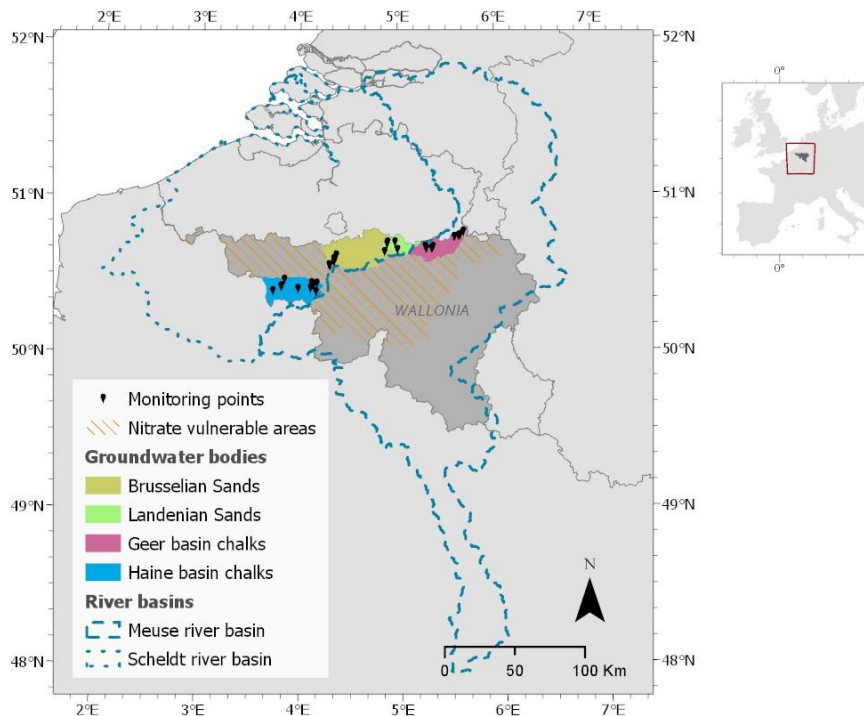 2°E 3°E 4°E 5°E 6°E 7°E
52°N 52°N
51°N 51°N
50°N 50°N
49°N 49°N
48°N 48°N
2°E 3°E 4°E 5°E 6°E 7°E
WALLONIA
Monitoring points
Nitrate vulnerable areas
Groundwater bodies
Brusselian Sands
Landenian Sands
Geer basin chalks
Haine basin chalks
River basins
Meuse river basin
Scheldt river basin
N
0 50 100 Km
0°
0°